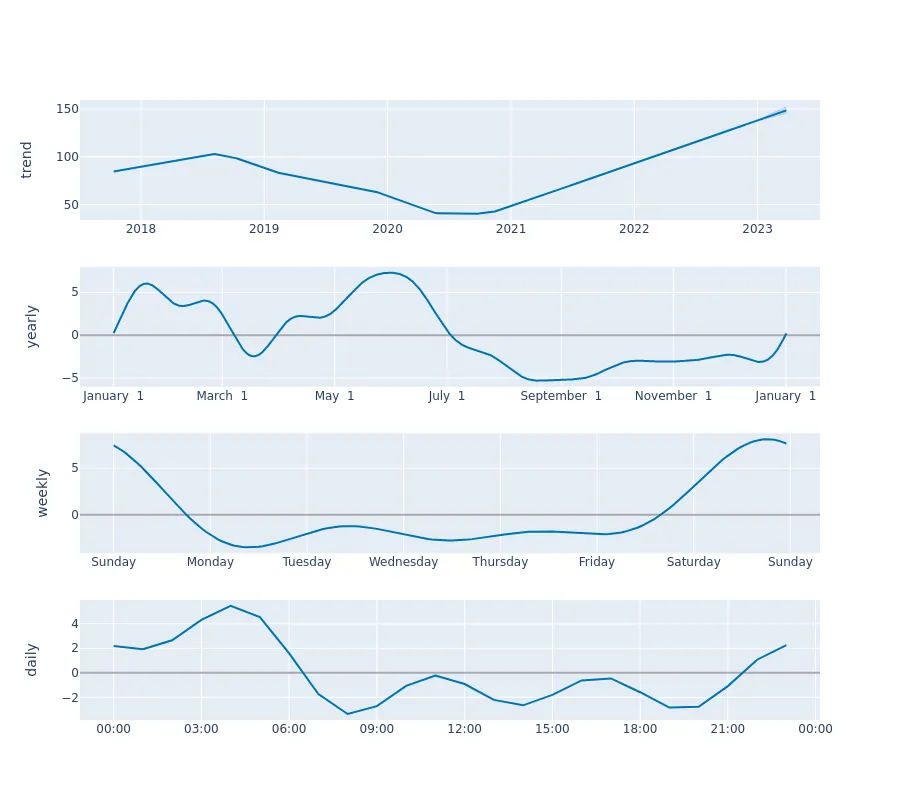 trend
150
100
50
2018 2019 2020 2021 2022 2023
yearly
5
0
−5
January 1 March 1 May 1 July 1 September 1 November 1 January 1
weekly
5
0
Sunday Monday Tuesday Wednesday Thursday Friday Saturday Sunday
daily
4
2
0
−2
00:00 03:00 06:00 09:00 12:00 15:00 18:00 21:00 00:00